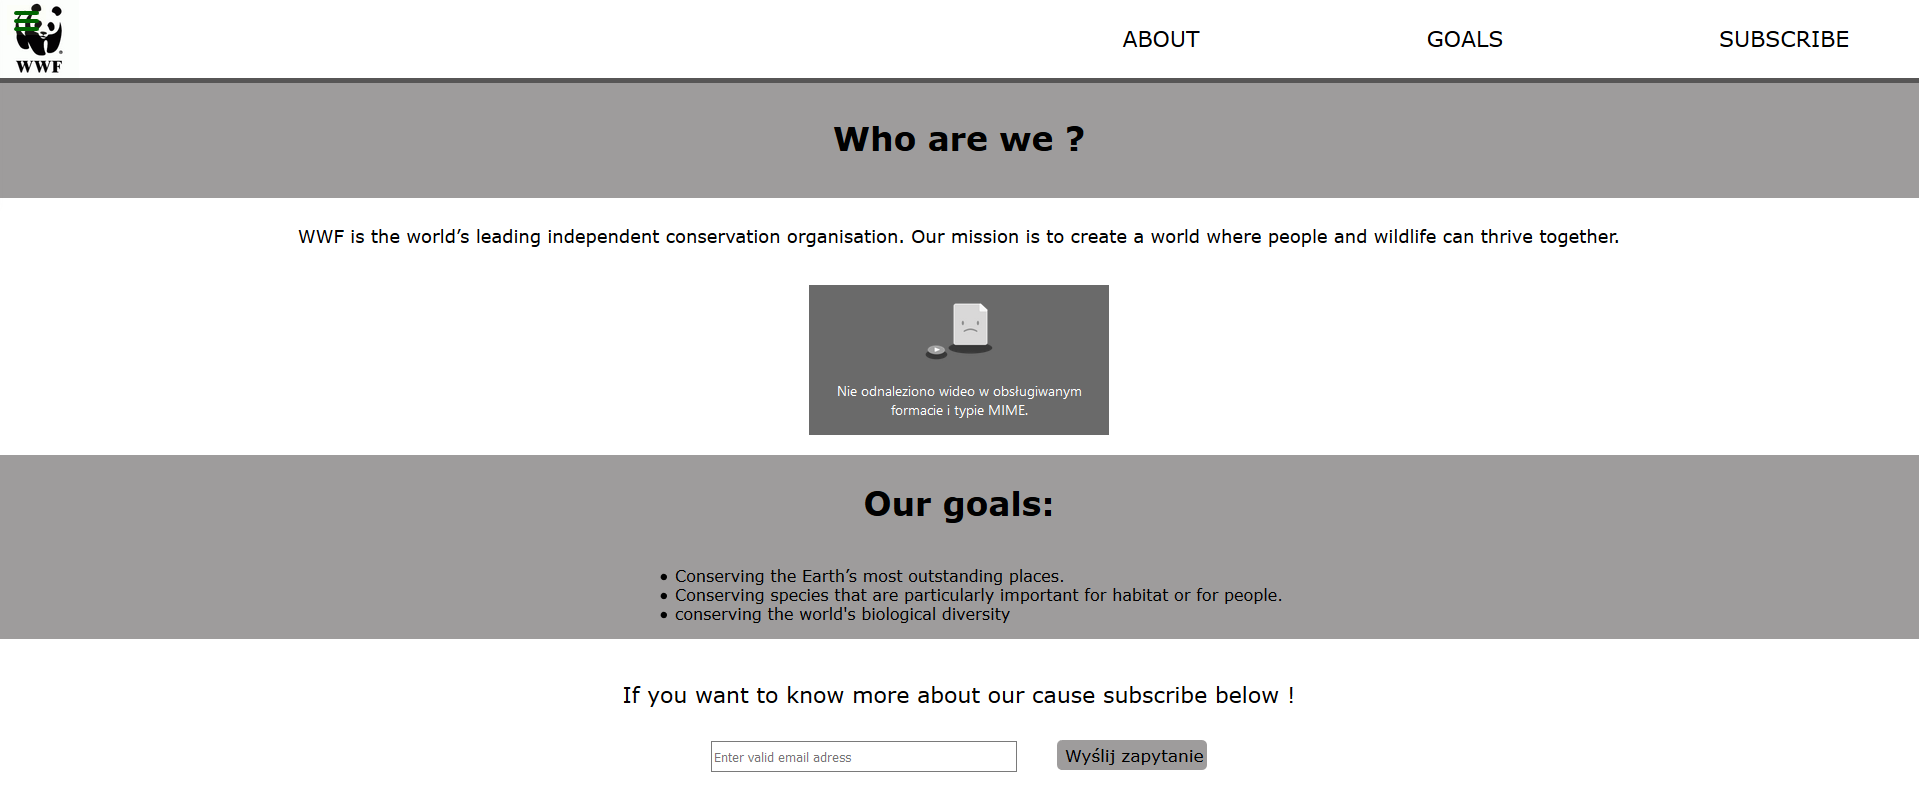 WWF
ABOUT
GOALS
SUBSCRIBE
Who are we ?
WWF is the world’s leading independent conservation organisation. Our mission is to create a world where people and wildlife can thrive together.
Nie odnaleziono wideo w obsługiwanym
formacie i typie MIME.
Our goals:
• Conserving the Earth’s most outstanding places.
• Conserving species that are particularly important for habitat or for people.
• conserving the world's biological diversity
If you want to know more about our cause subscribe below !
Enter valid email adress
Wyślij zapytanie